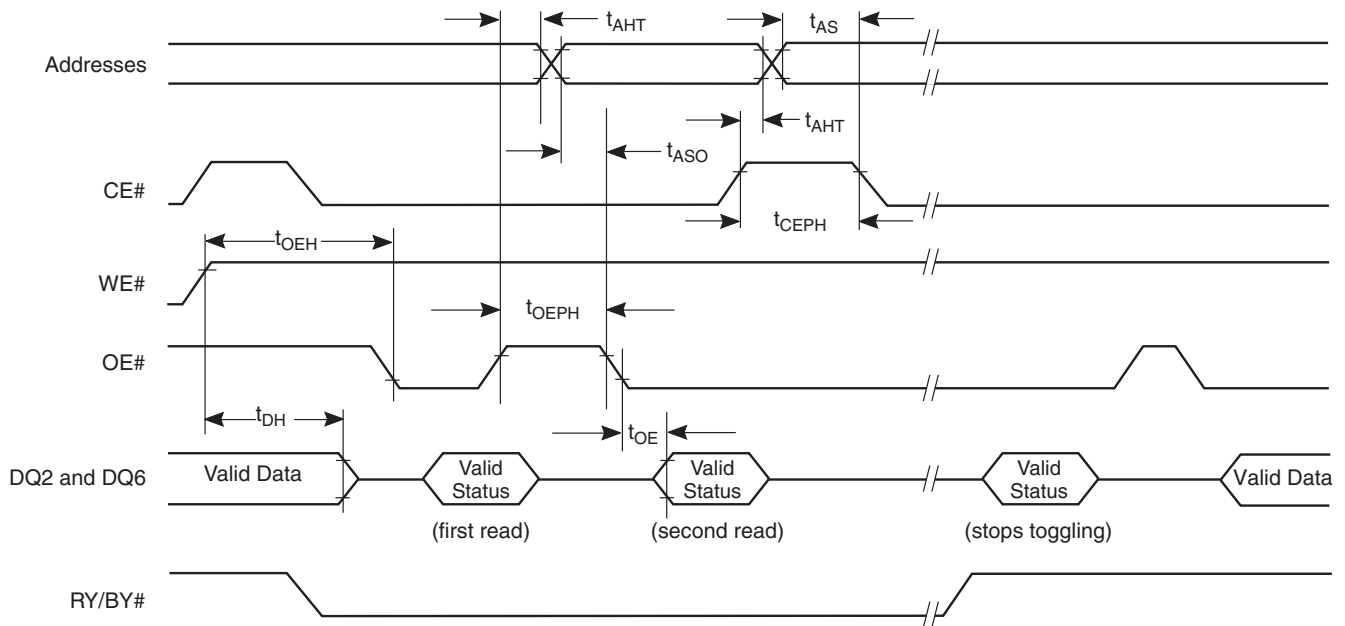 tAHT
tAS
Addresses
tAHT
tASO
CE#
tCEPH
tOEH
WE#
tOEPH
OE#
tDH
tOE
DQ2 and DQ6
Valid Data
Valid
Status
Valid
Status
Valid
Status
Valid Data
(first read)
(second read)
(stops toggling)
RY/BY#